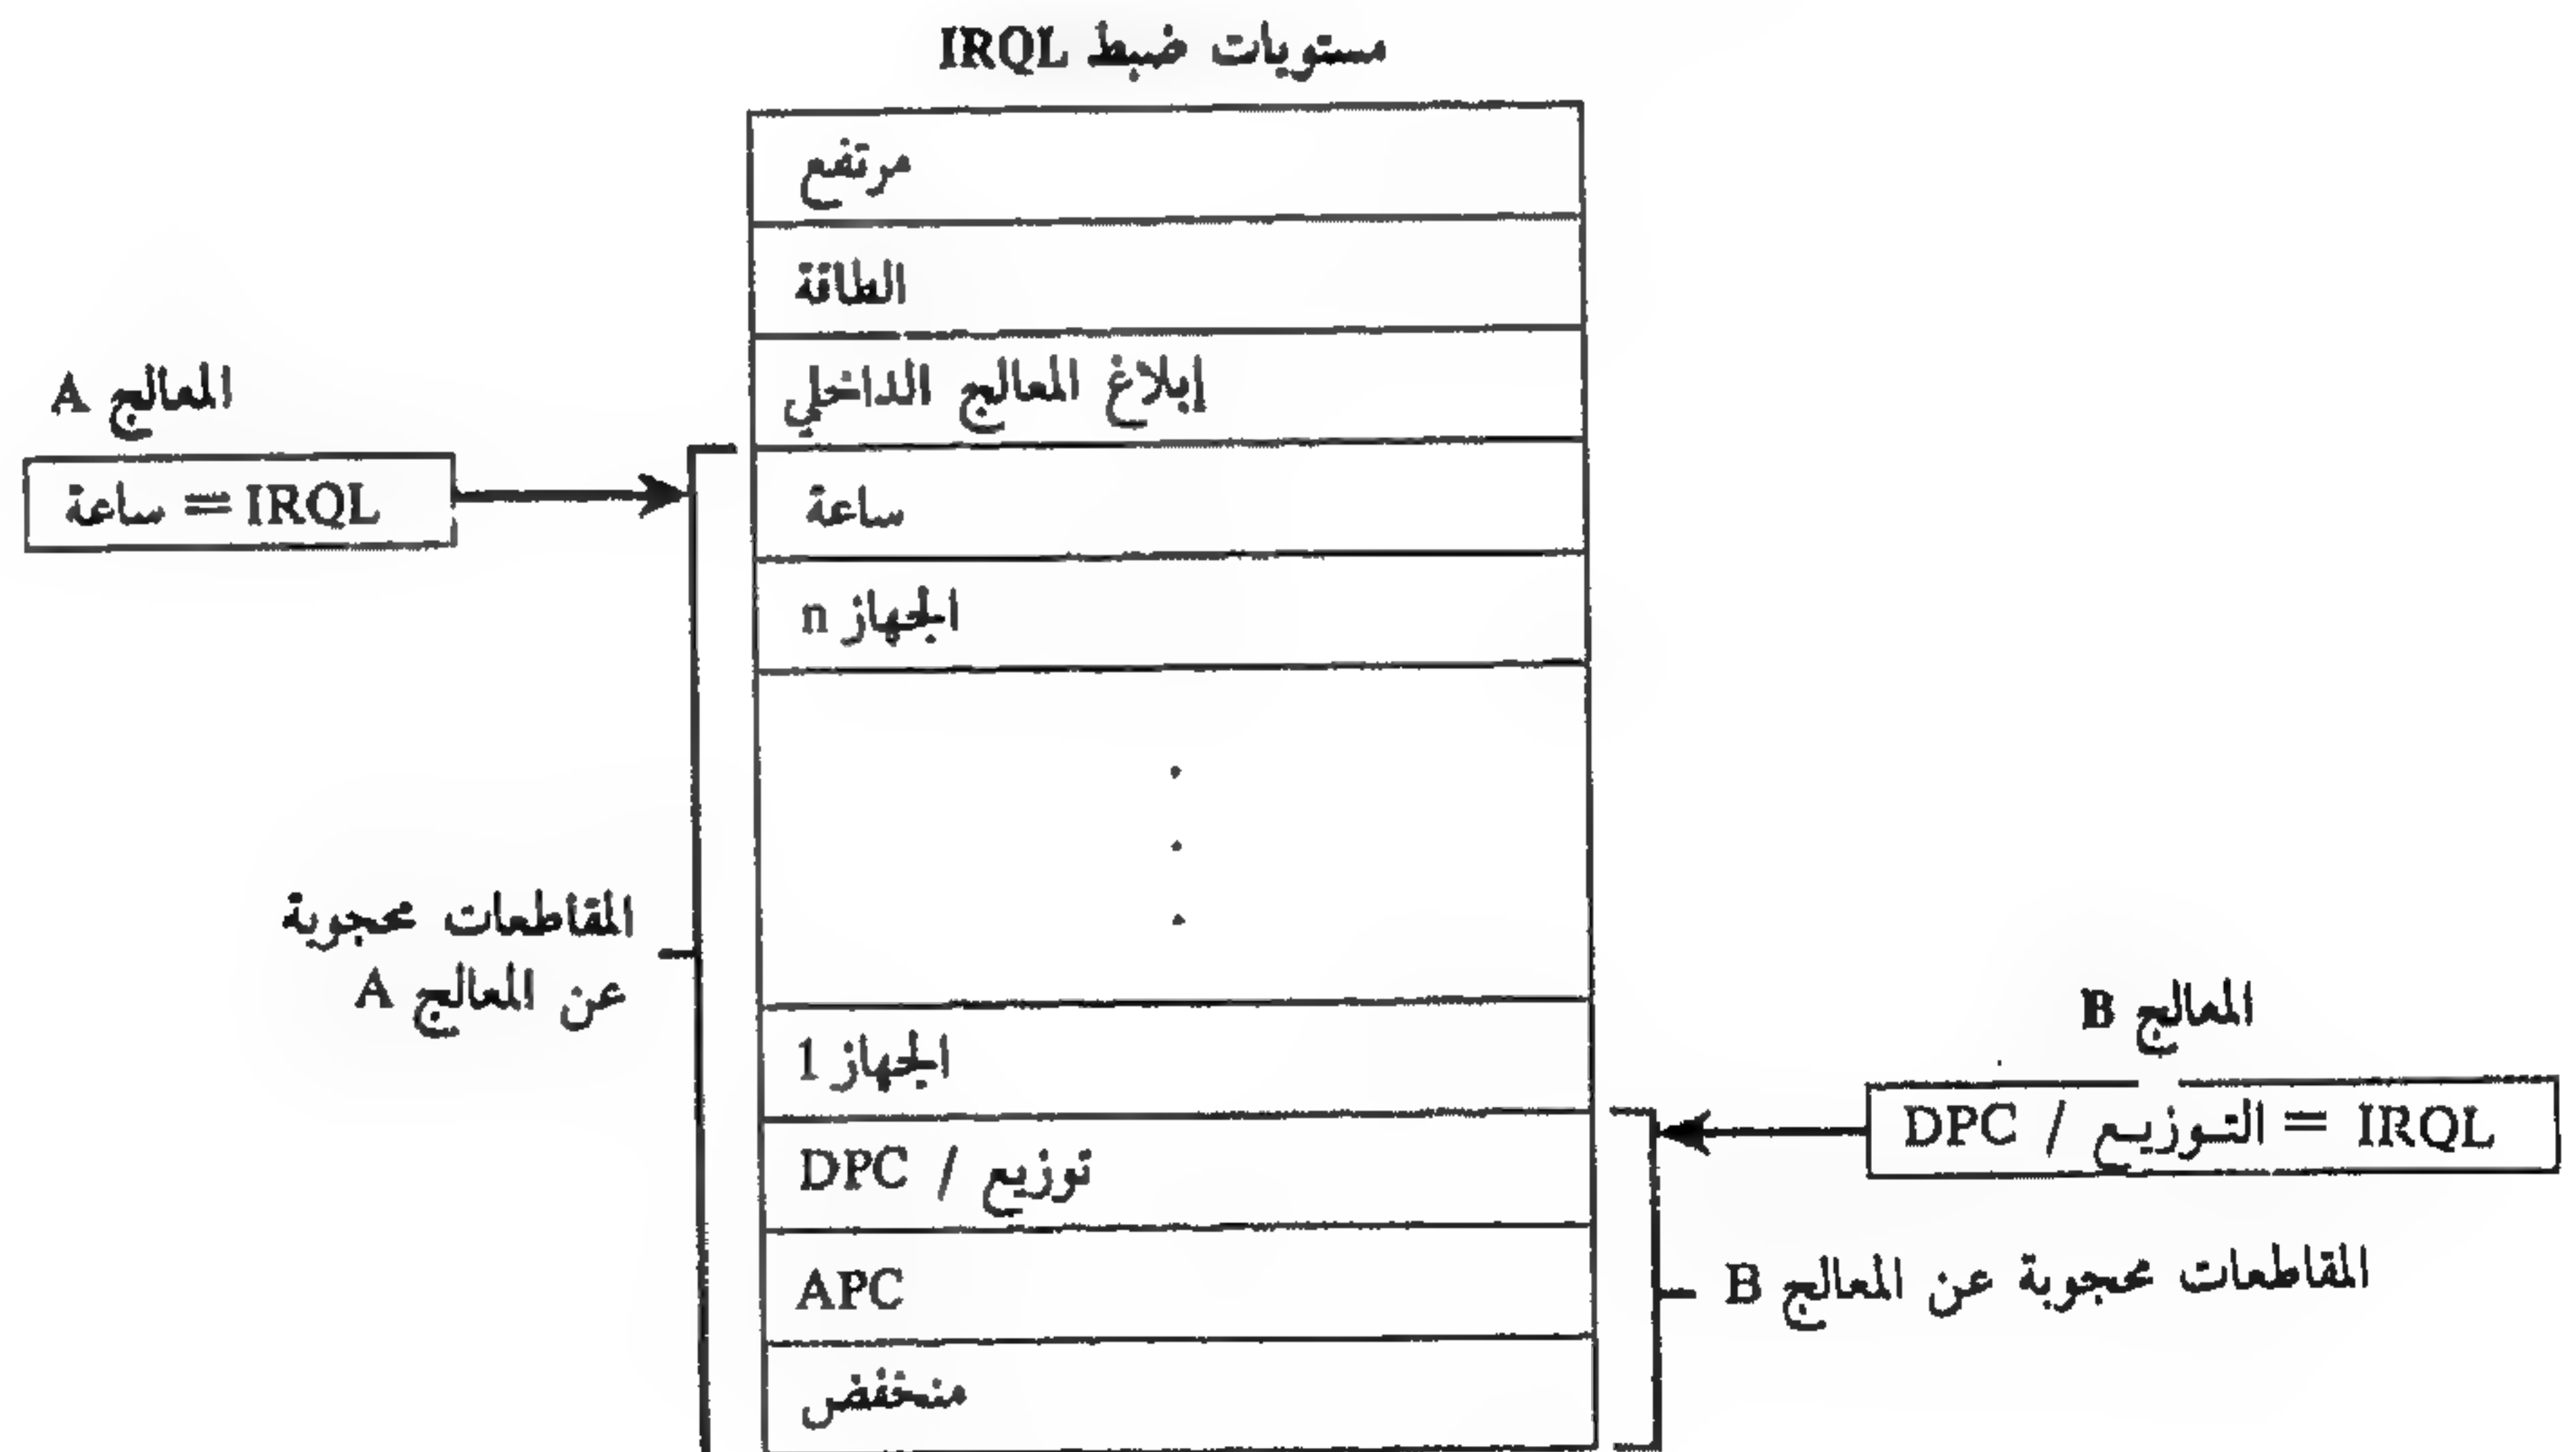 مستويات ضبط IRQL
مرتفع
الطاقة
إبلاغ المعالج الداخلي
ساعة
الجهاز n
الجهاز 1
توزيع / DPC
APC
منخفض
المعالج A
IRQL = ساعة
المقاطعات محجوبة
عن المعالج A
المعالج B
IRQL = التوزيع / DPC
المقاطعات محجوبة عن المعالج B